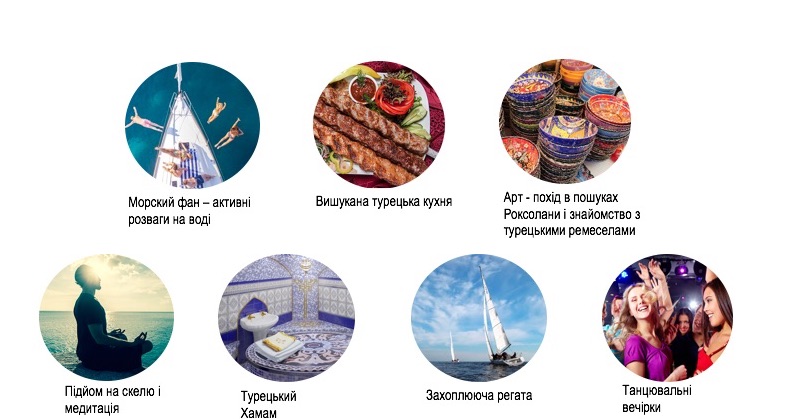 Морский фан – активні
розваги на воді
Вишукана турецька кухня
Арт - похід в пошуках
Роксолани і знайомство з
турецькими ремеселами
Підйом на скелю і
медитація
Турецький
Хамам
Захоплююча регата
Танцювальні
вечірки